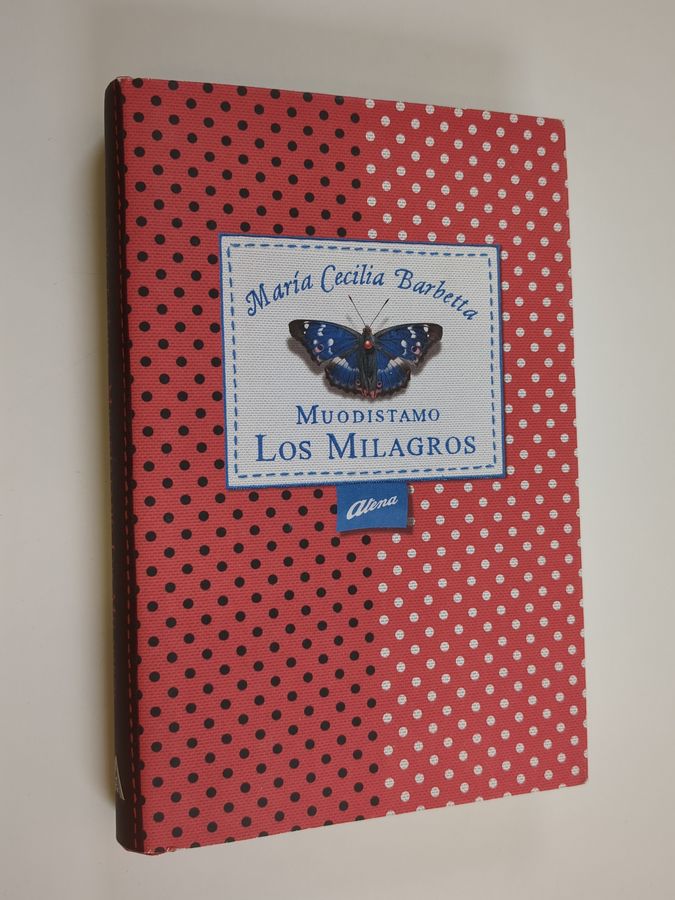 María Cecilia Barbetta
MUODISTAMO
LOS MILAGROS
atena